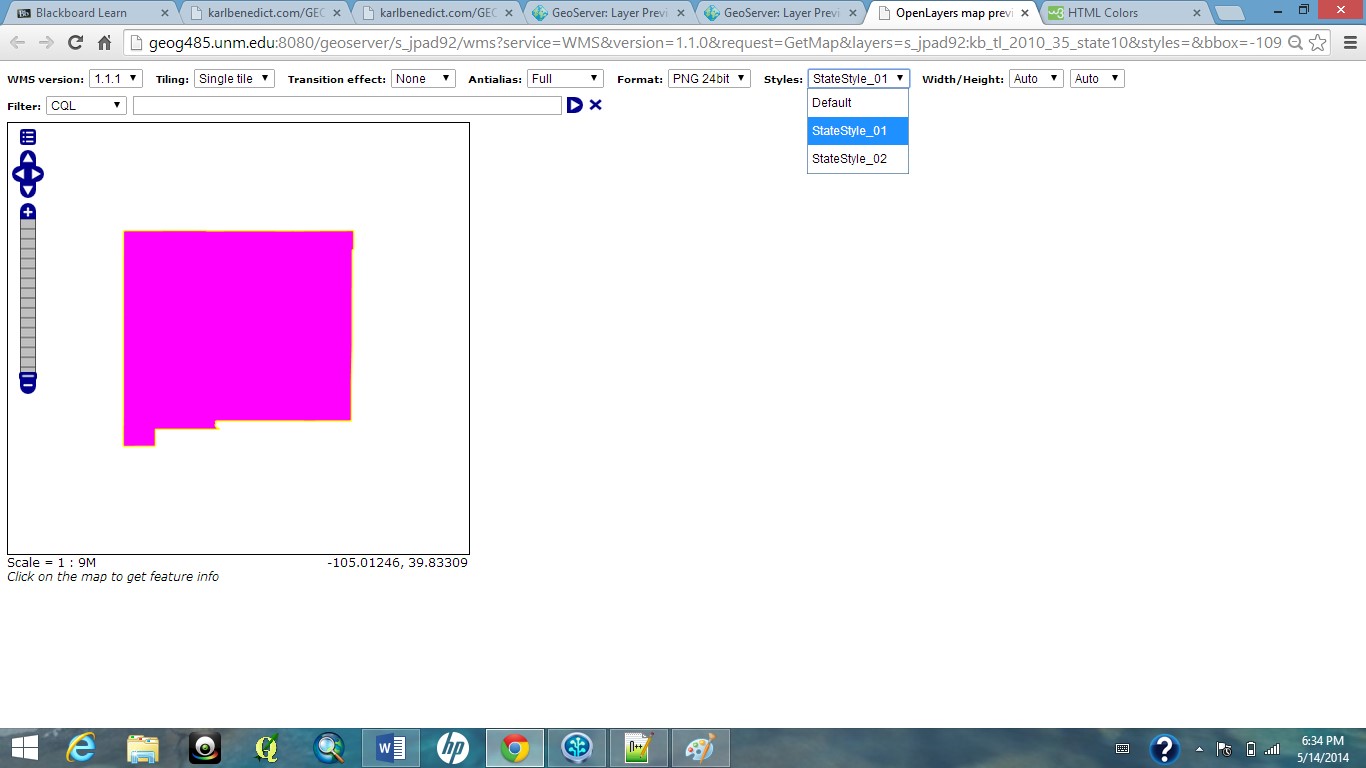 Blackboard Learn
karlbenedict.com/GEO
karlbenedict.com/GEO
GeoServer: Layer Previ
GeoServer: Layer Previ
OpenLayers map previ
HTML Colors
geog485.unm.edu:8080/geoserver/s_jpad92/wms?service=WMS&version=1.1.0&request=GetMap&layers=s_jpad92:kb_tl_2010_35_state10&styles=&bbox=-109
WMS version: 1.1.1 Tiling: Single tile Transition effect: None Antialias: Full Format: PNG 24bit Styles: StateStyle_01 Width/Height: Auto Auto
Default
StateStyle_01
StateStyle_02
Filter: CQL
Scale = 1 : 9M
-105.01246, 39.83309
Click on the map to get feature info
6:34 PM
5/14/2014